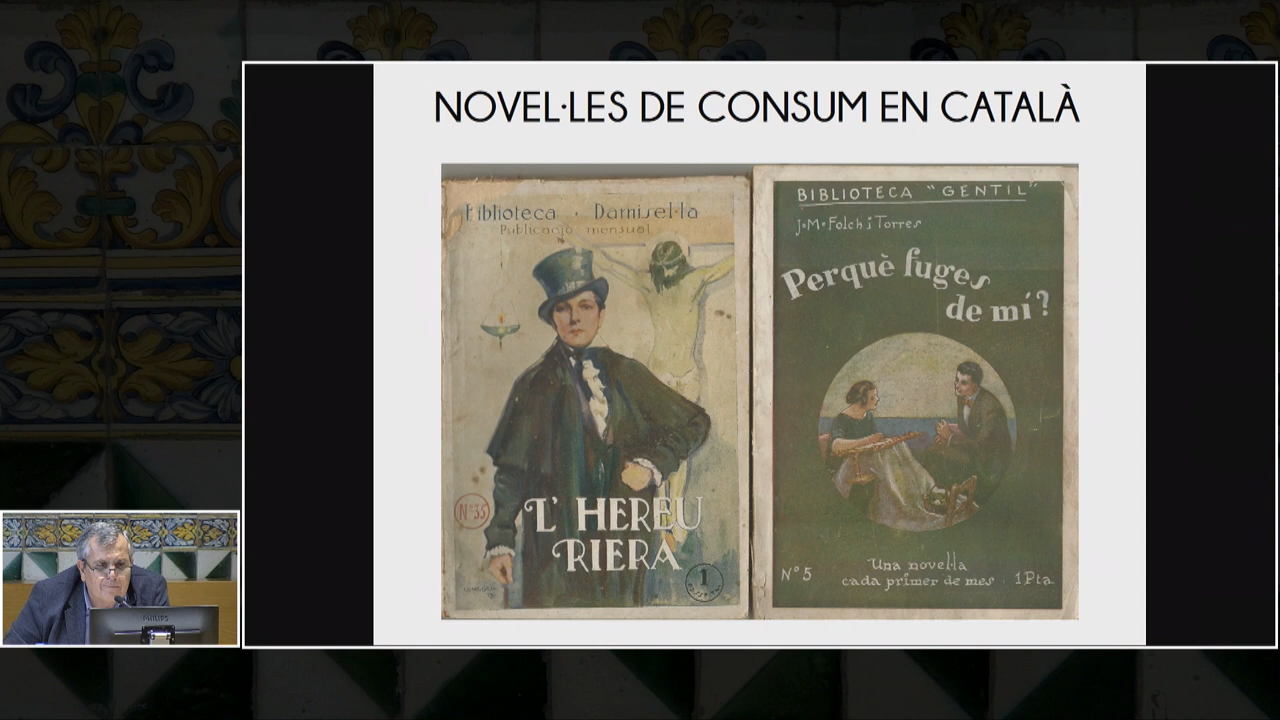 NOVEL·LES DE CONSUM EN CATALÀ
Biblioteca · Damisel·la
Publicació mensual
Nº 35
L'HEREU
RIERA
1
BIBLIOTECA "GENTIL"
J·M·Folch i Torres
Perquè fuges
de mí?
Nº 5
Una novel·la
cada primer de mes. 1 Pta.
PHILIPS